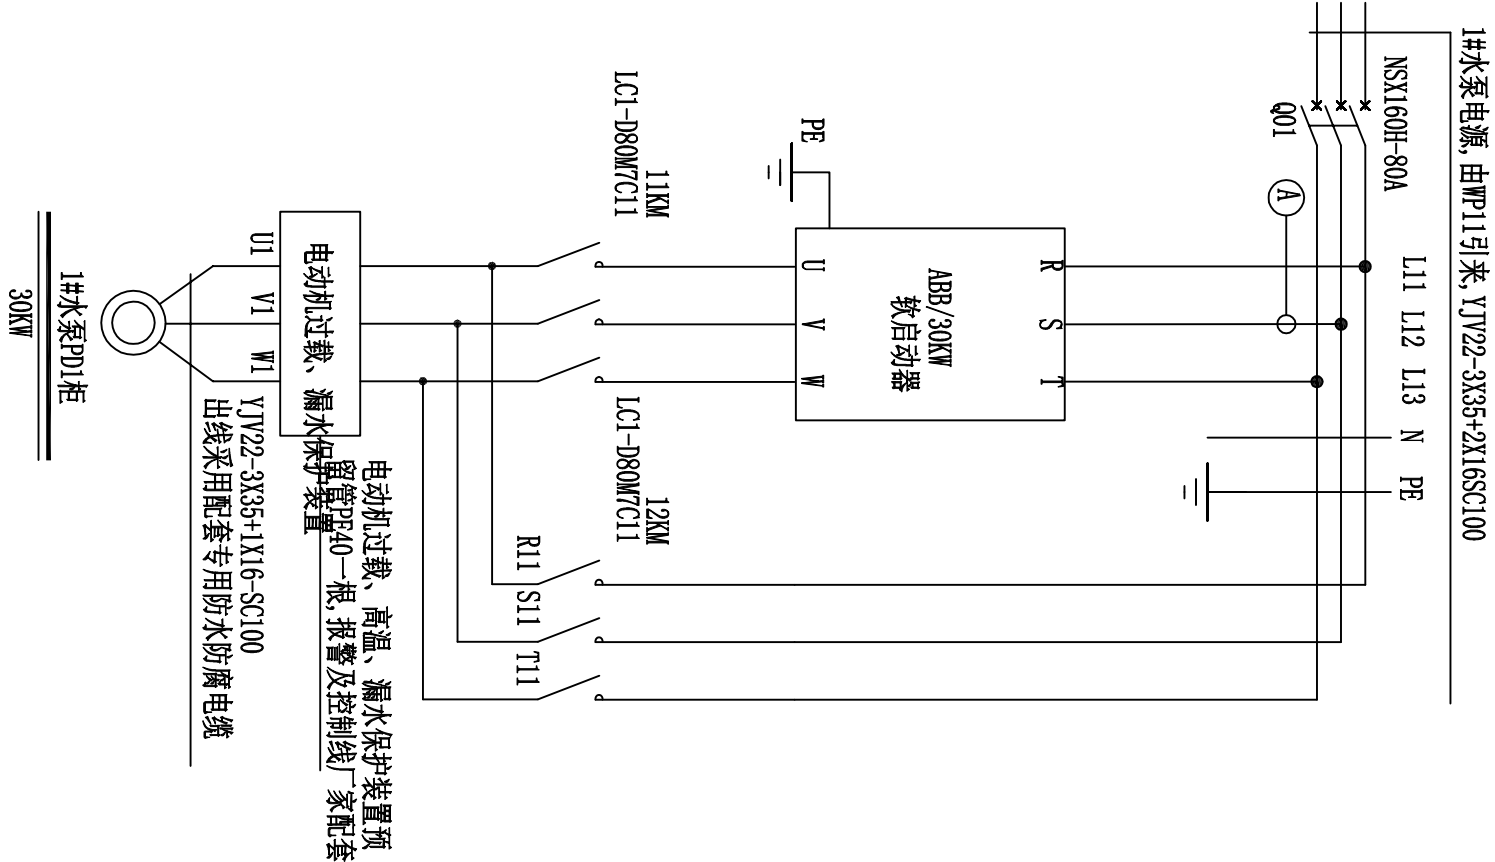 1#水泵电源,由WP11引来,YJV22-3X35+2X16SC100
NSX160H-80A
Q01
A
L11
L12
L13
N
PE
R
S
T
ABB/30KW
软启动器
U
V
W
PE
11KM
LC1-D80M7C11
12KM
LC1-D80M7C11
R11
S11
T11
电动机过载、高温、漏水保护装置预
留管PE40一根,报警及控制线厂家配套
电动机过载、漏水保护装置
U1
V1
W1
YJV22-3X35+1X16-SC100
出线采用配套专用防水防腐电缆
1#水泵PD1柜
30KW